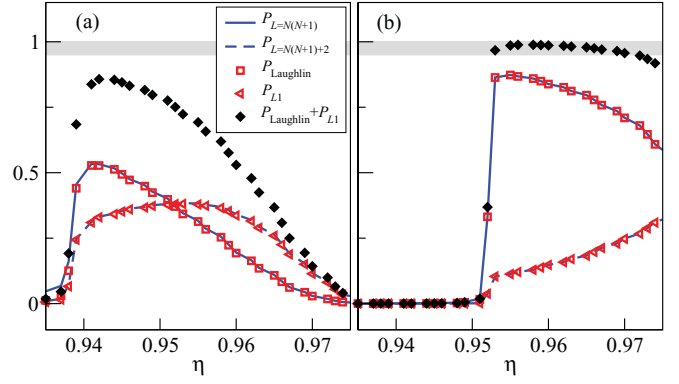 (a)
(b)
P_{L=N(N+1)}
P_{L=N(N+1)+2}
P_{Laughlin}
P_{L1}
P_{Laughlin}+P_{L1}
1
0.5
0
0.94 0.95 0.96 0.97 0.94 0.95 0.96 0.97
η η